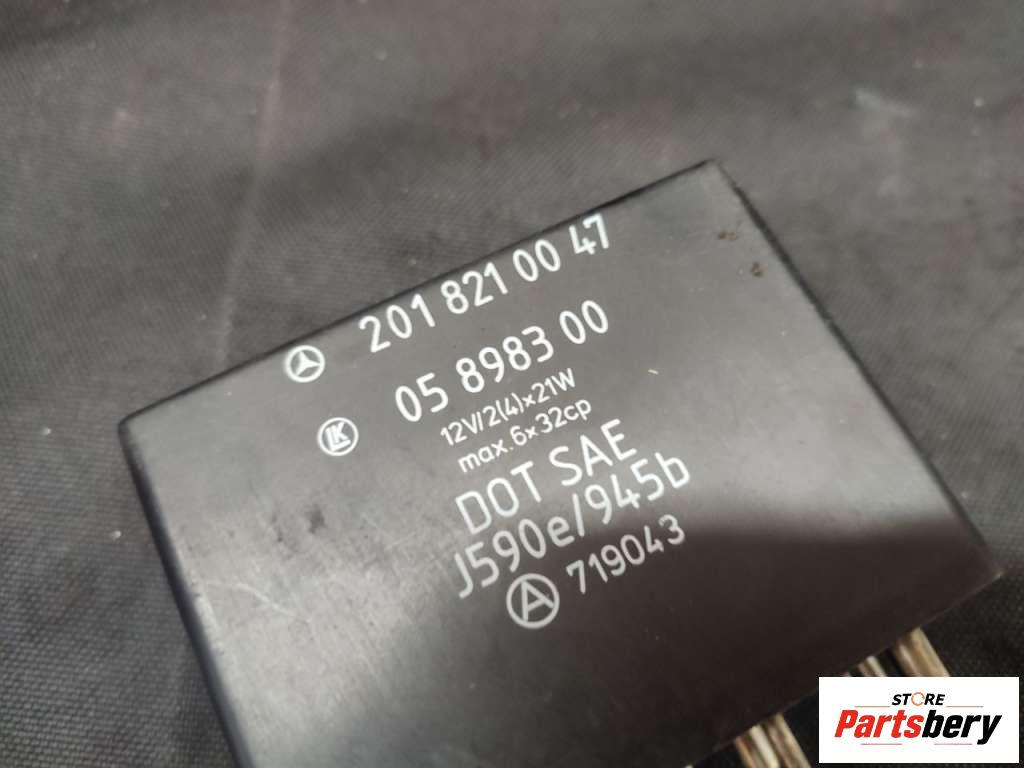 201 821 00 47
LK 05 8983 00
12V/2(4)x21W
max.6x32cp
DOT SAE
J590e/945b
A 719043
STORE
Partsbery